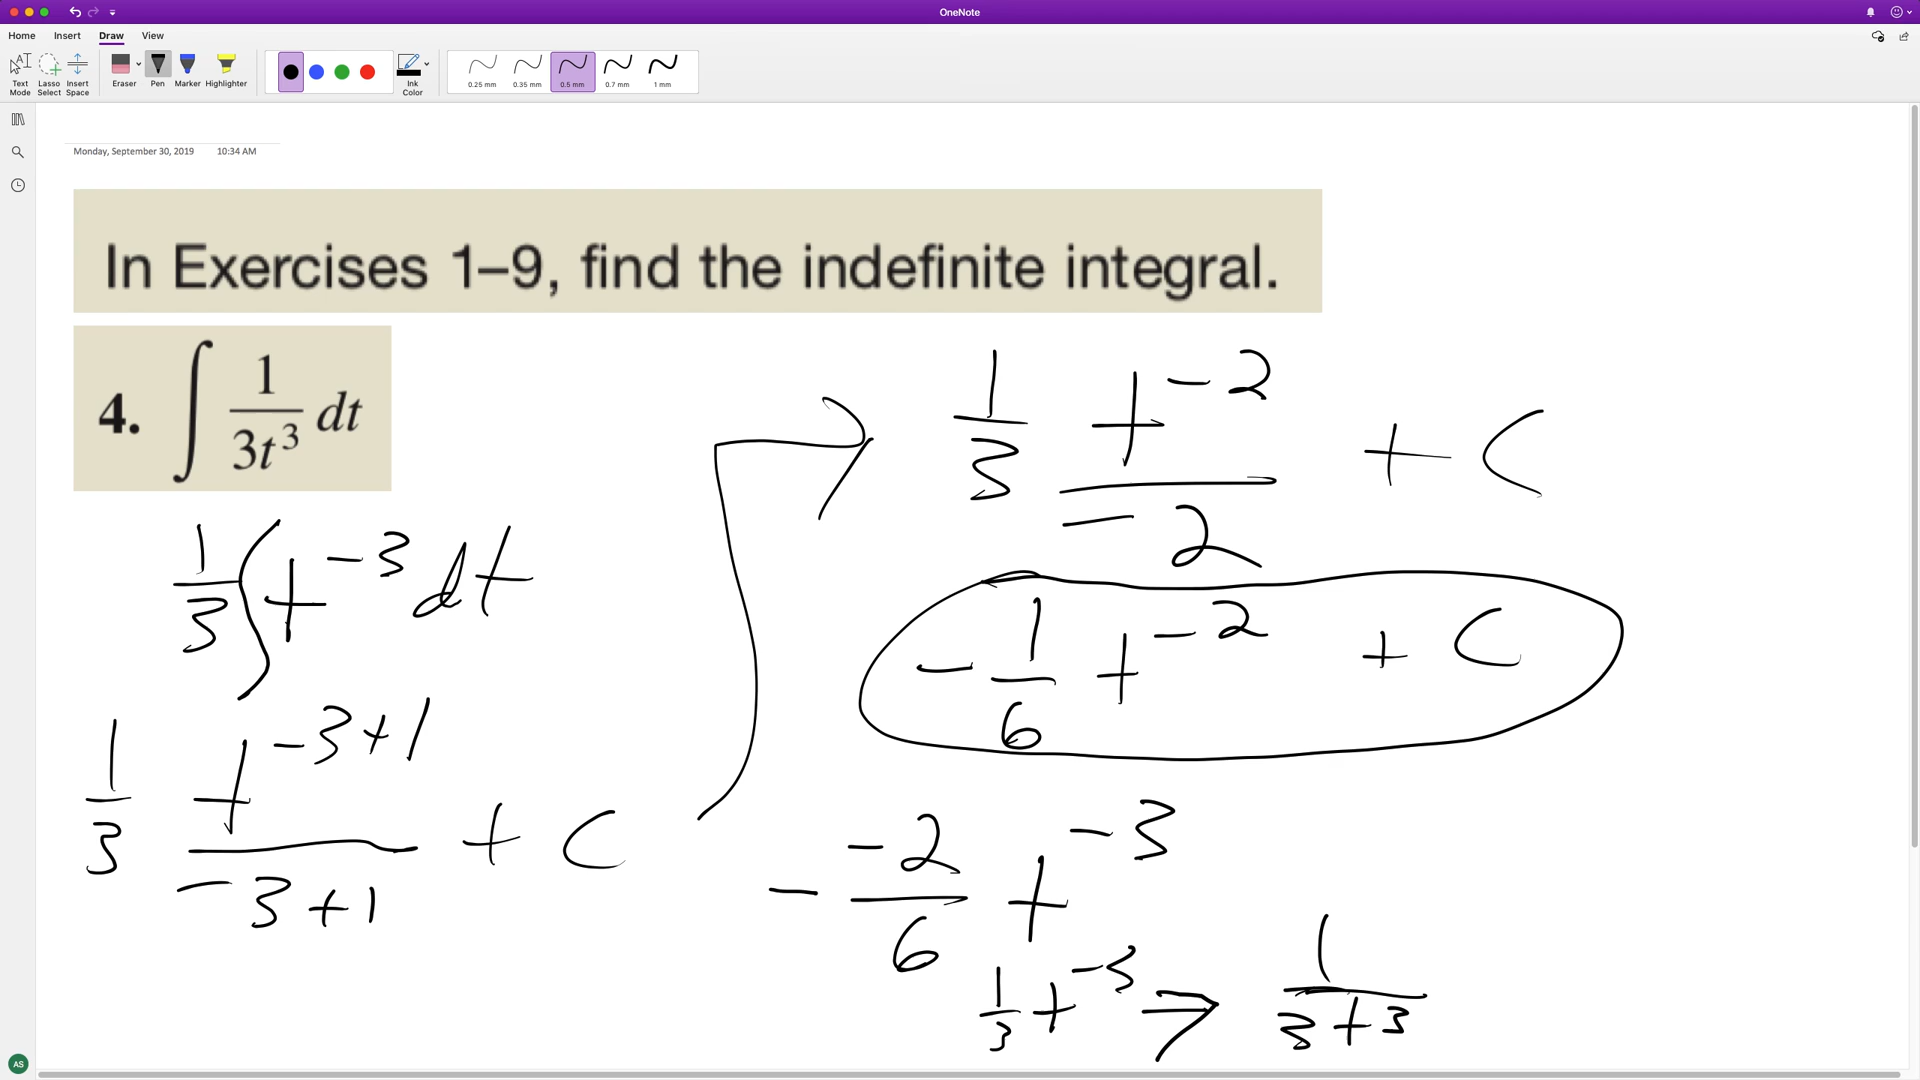 OneNote
Home Insert Draw View
Text Mode Lasso Select Insert Space Eraser Pen Marker Highlighter Ink Color 0.25 mm 0.35 mm 0.5 mm 0.7 mm 1 mm
Monday, September 30, 2019 10:34 AM
In Exercises 1–9, find the indefinite integral.
4. ∫ 1/(3t³) dt
1/3 ∫ t⁻³ dt
1/3 t⁻³⁺¹/(-3+1) + C
1/3 t⁻²/(-2) + C
- 1/6 t⁻² + C
- -2/6 t⁻³
1/3 t⁻³ ⇒ 1/(3t³)
AS